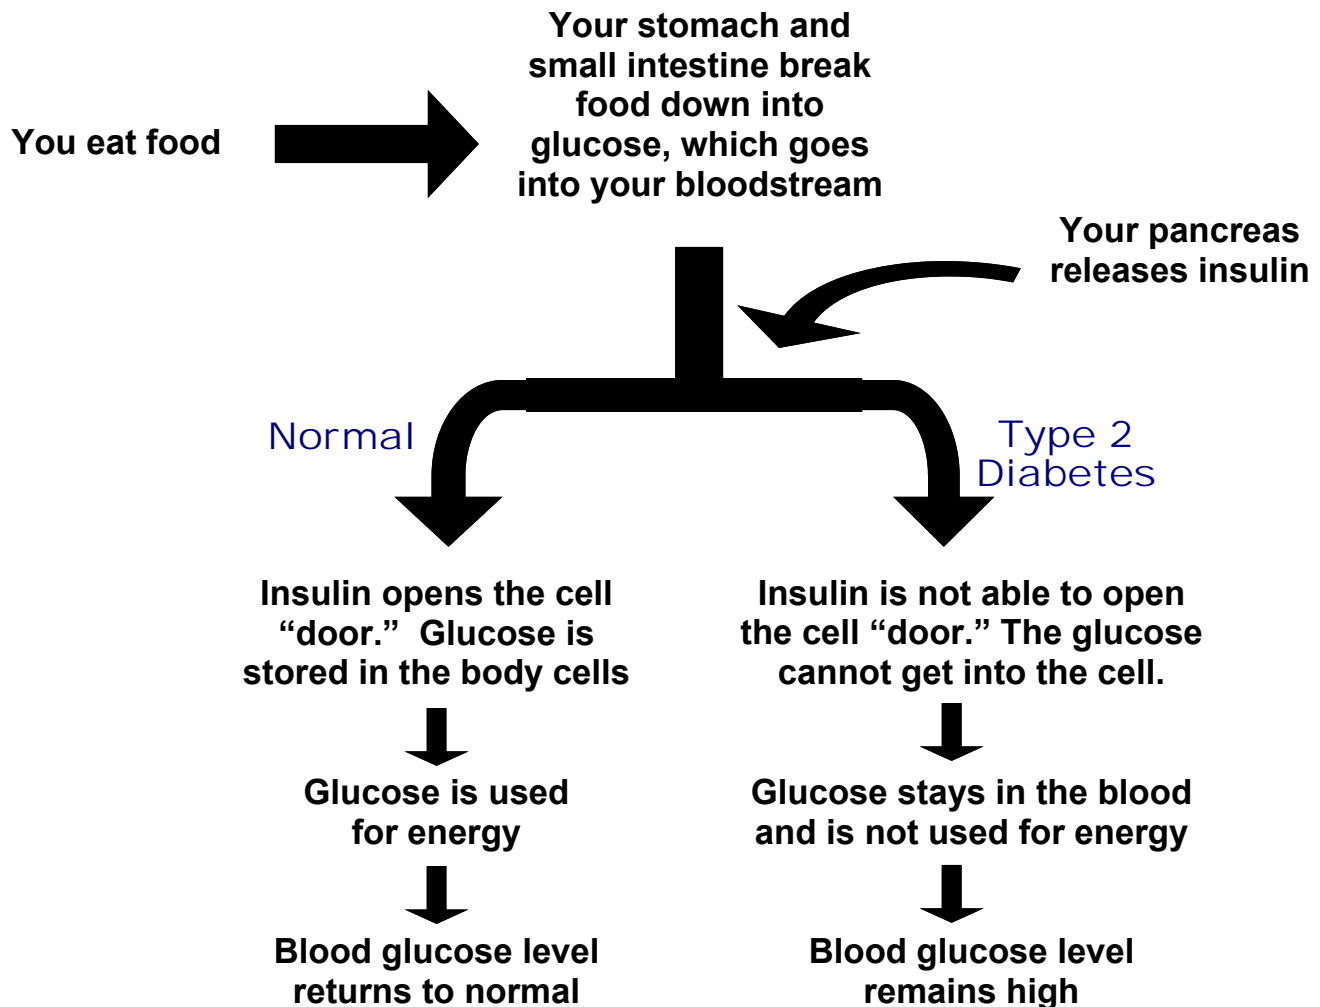 Your stomach and
small intestine break
food down into
glucose, which goes
into your bloodstream
You eat food
Your pancreas
releases insulin
Normal
Type 2
Diabetes
Insulin opens the cell
“door.”  Glucose is
stored in the body cells
Insulin is not able to open
the cell “door.” The glucose
cannot get into the cell.
Glucose is used
for energy
Glucose stays in the blood
and is not used for energy
Blood glucose level
returns to normal
Blood glucose level
remains high